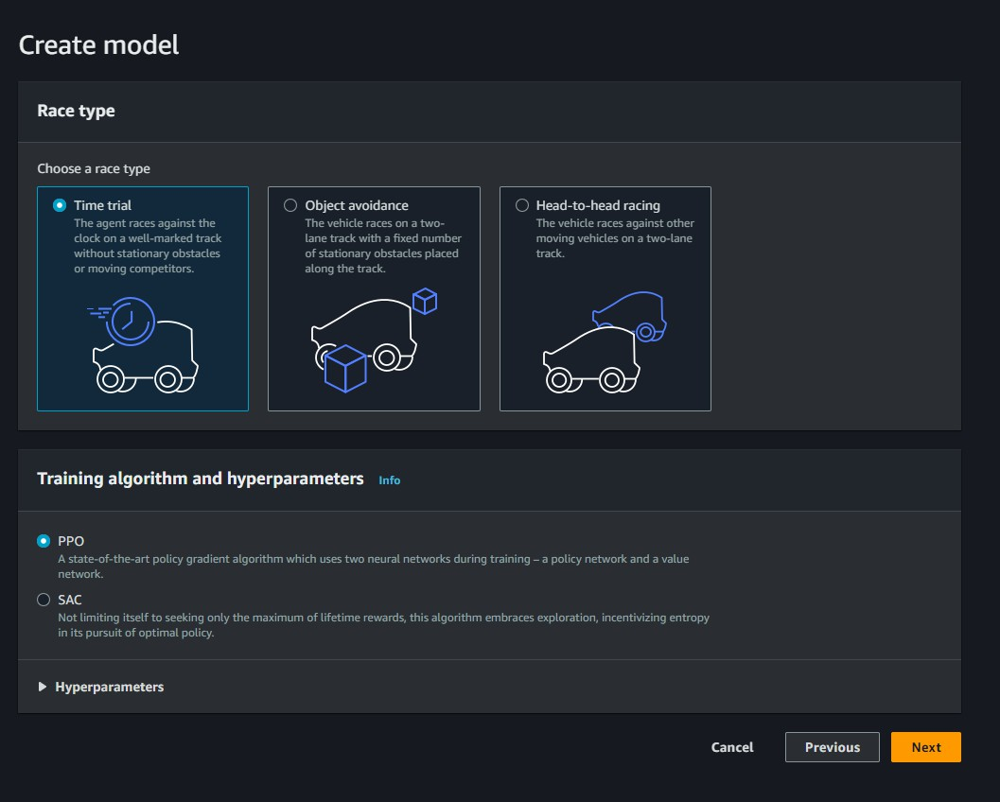 Create model
Race type
Choose a race type
Time trial
The agent races against the
clock on a well-marked track
without stationary obstacles
or moving competitors.
Object avoidance
The vehicle races on a two-
lane track with a fixed number
of stationary obstacles placed
along the track.
Head-to-head racing
The vehicle races against other
moving vehicles on a two-lane
track.
Training algorithm and hyperparameters Info
PPO
A state-of-the-art policy gradient algorithm which uses two neural networks during training – a policy network and a value
network.
SAC
Not limiting itself to seeking only the maximum of lifetime rewards, this algorithm embraces exploration, incentivizing entropy
in its pursuit of optimal policy.
Hyperparameters
Cancel Previous Next